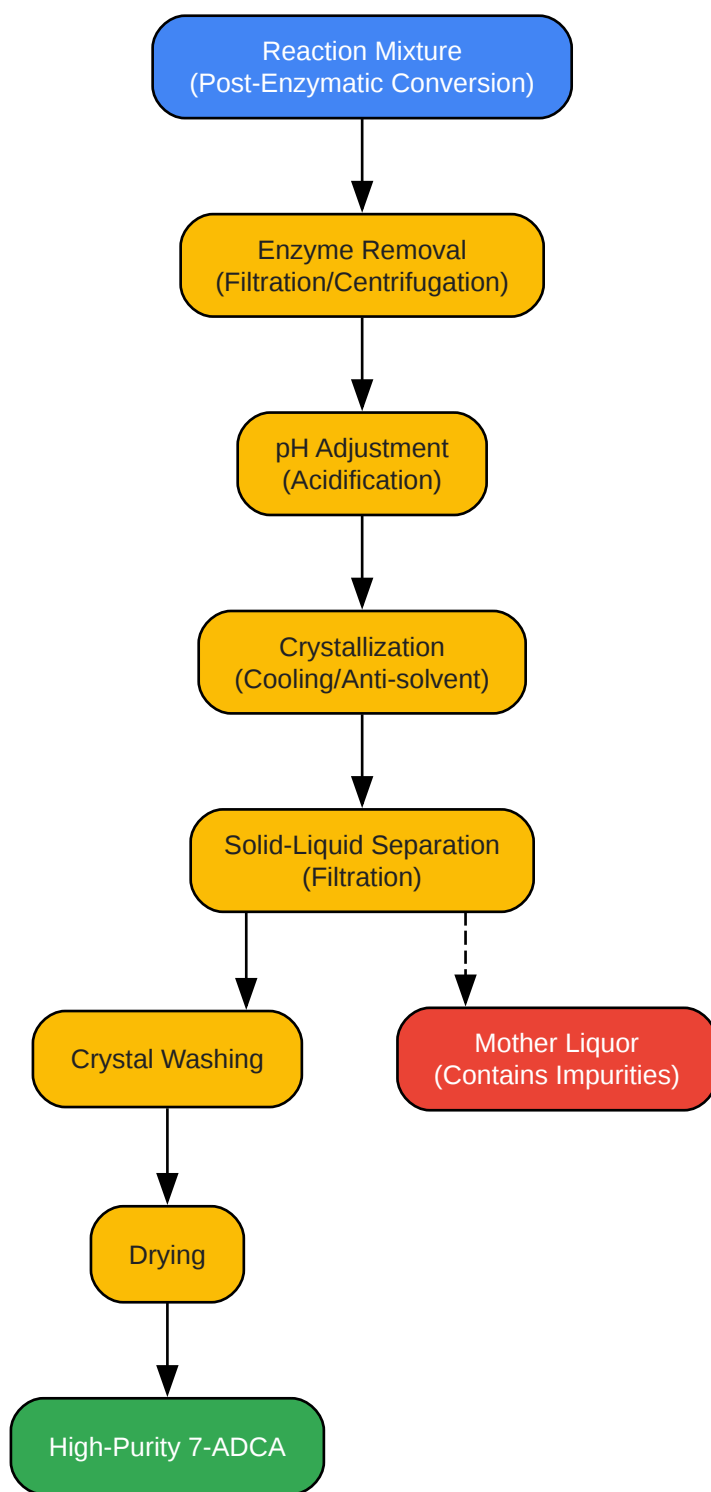 Reaction Mixture
(Post-Enzymatic Conversion)
Enzyme Removal
(Filtration/Centrifugation)
pH Adjustment
(Acidification)
Crystallization
(Cooling/Anti-solvent)
Solid-Liquid Separation
(Filtration)
Crystal Washing
Mother Liquor
(Contains Impurities)
Drying
High-Purity 7-ADCA